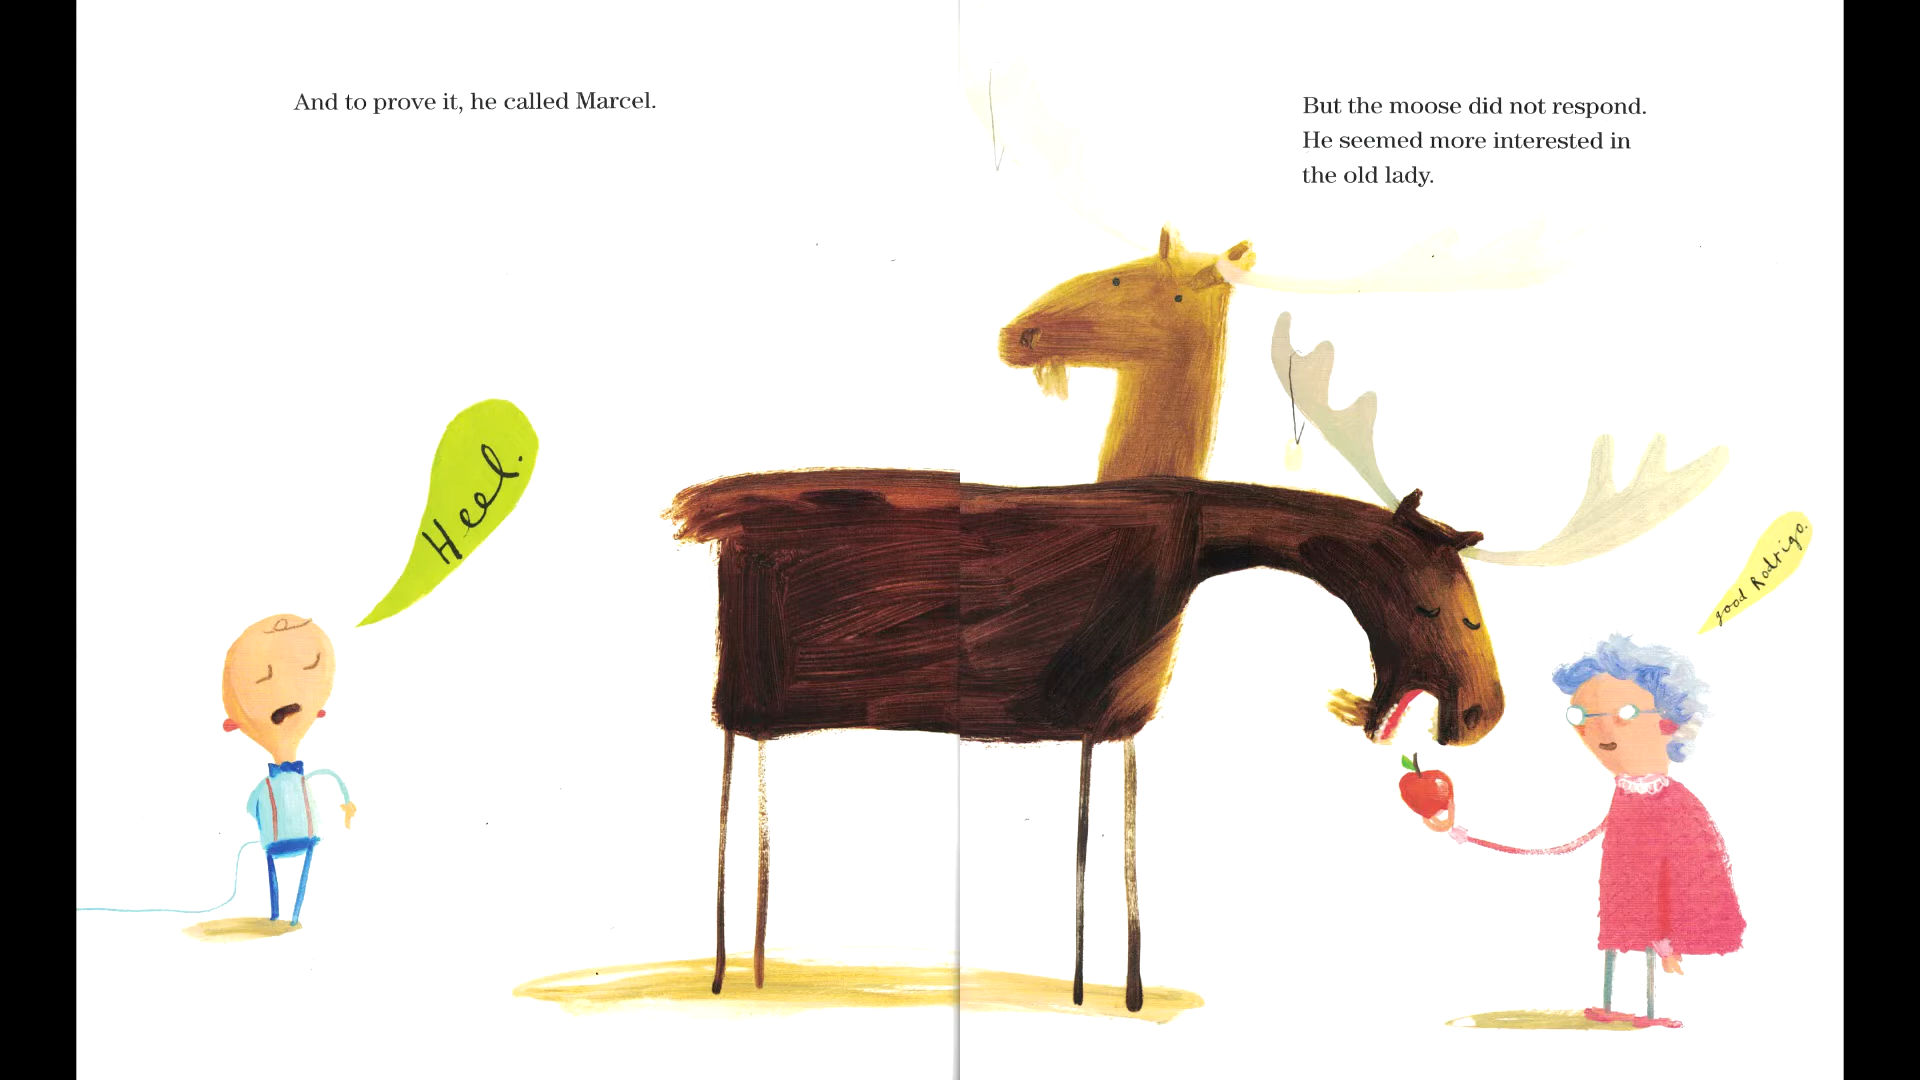 And to prove it, he called Marcel.
Heel.
But the moose did not respond.
He seemed more interested in
the old lady.
good Rodrigo.